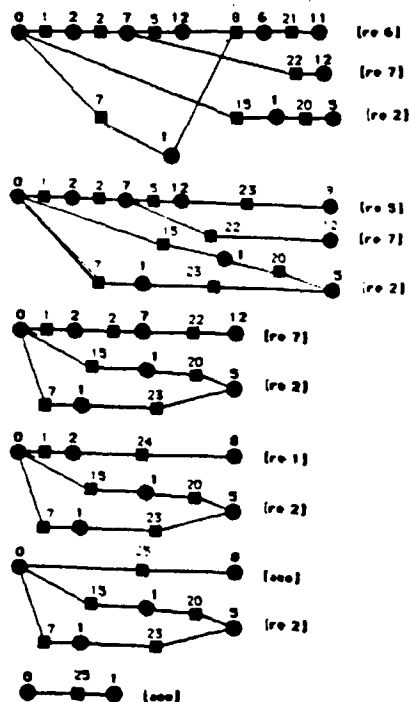 0 1 2 2 7 5 12 8 6 21 11 [re 6]
22 12 [re 7]
7 15 1 20 5 [re 2]
1
0 1 2 2 7 5 12 23 [re 5]
15 22 12 [re 7]
1 20
7 1 23 5 [re 2]
0 1 2 2 7 22 12 [re 7]
15 1 20 5 [re 2]
7 1 23
0 1 2 24 8 [re 1]
15 1 20 5 [re 2]
7 1 23
0 25 8
15 1 20 5 [re 2]
7 1 23
0 25 1